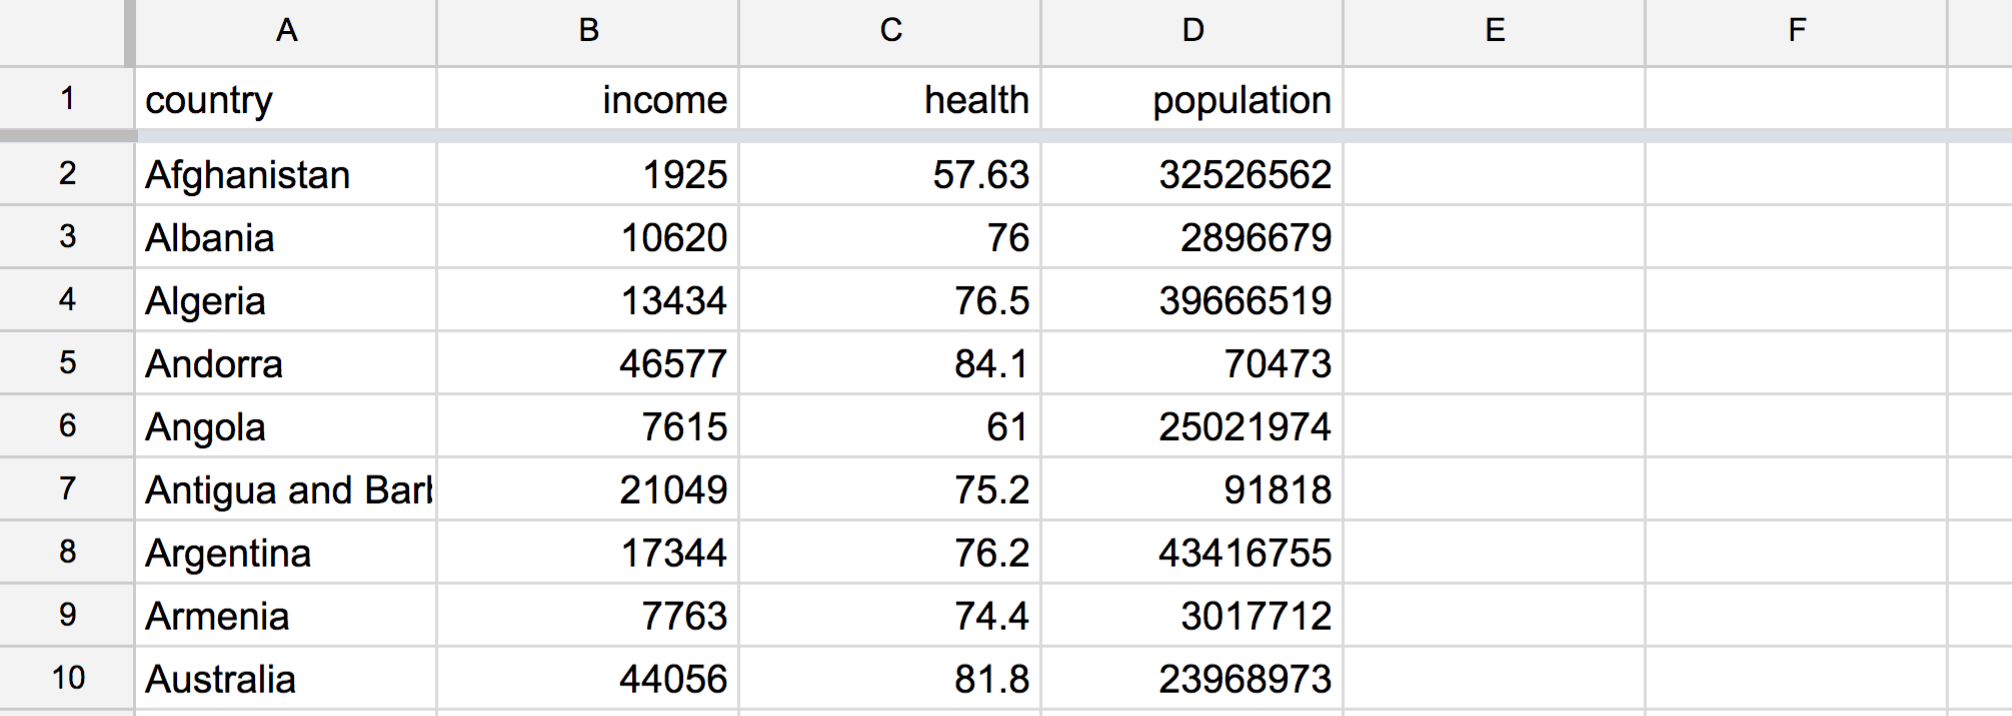 A B C D E F
1 country income health population
2 Afghanistan 1925 57.63 32526562
3 Albania 10620 76 2896679
4 Algeria 13434 76.5 39666519
5 Andorra 46577 84.1 70473
6 Angola 7615 61 25021974
7 Antigua and Bar 21049 75.2 91818
8 Argentina 17344 76.2 43416755
9 Armenia 7763 74.4 3017712
10 Australia 44056 81.8 23968973